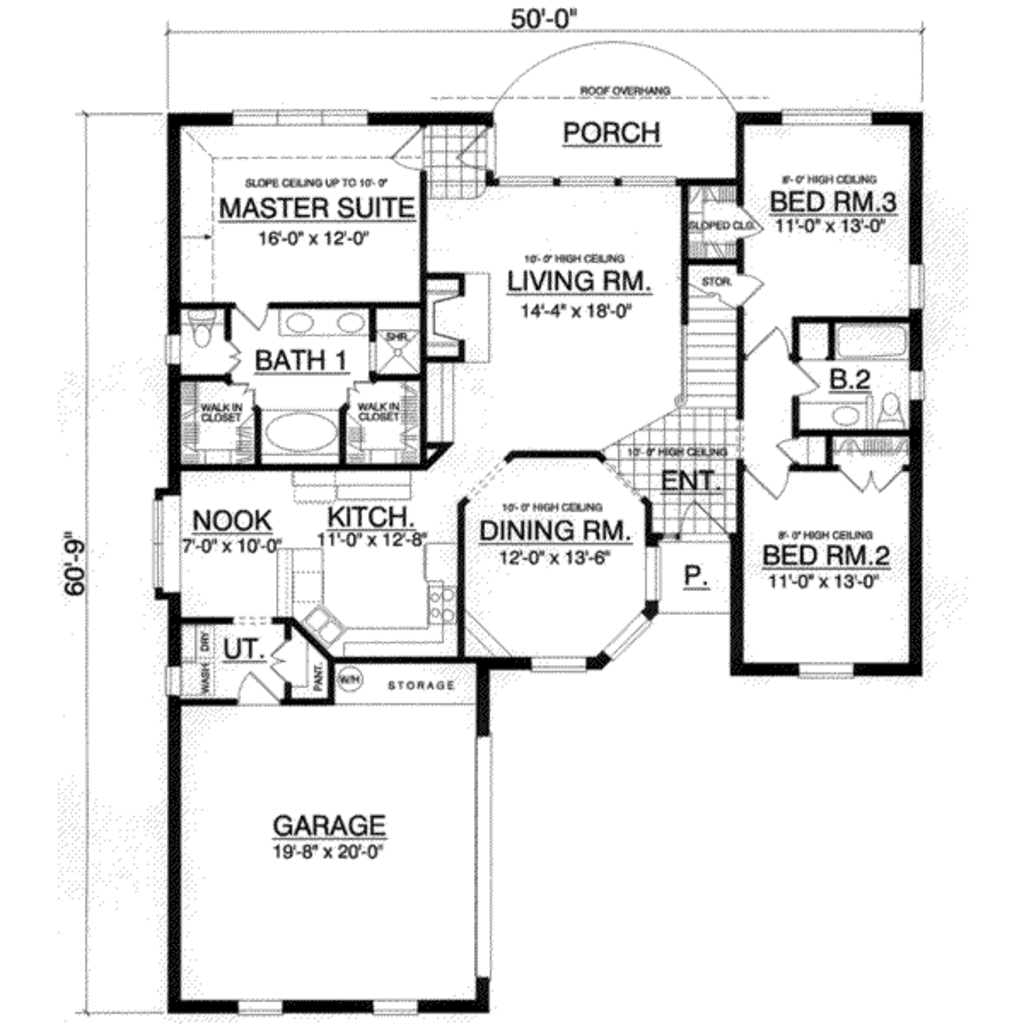 50'-0"
ROOF OVERHANG
PORCH
SLOPE CEILING UP TO 10'- 0"
MASTER SUITE
16'-0" x 12'-0"
8'- 0" HIGH CEILING
BED RM.3
11'-0" x 13'-0"
SLOPED CLG.
10'- 0" HIGH CEILING
LIVING RM.
14'-4" x 18'-0"
STOR.
SHR.
BATH 1
B.2
WALK IN
CLOSET
WALK IN
CLOSET
10'- 0" HIGH CEILING
ENT.
NOOK
7'-0" x 10'-0"
KITCH.
11'-0" x 12'-8"
10'- 0" HIGH CEILING
DINING RM.
12'-0" x 13'-6"
8'- 0" HIGH CEILING
BED RM.2
11'-0" x 13'-0"
P.
60'-9"
UT.
DRY
WASH
PANT.
W/H
STORAGE
GARAGE
19'-8" x 20'-0"